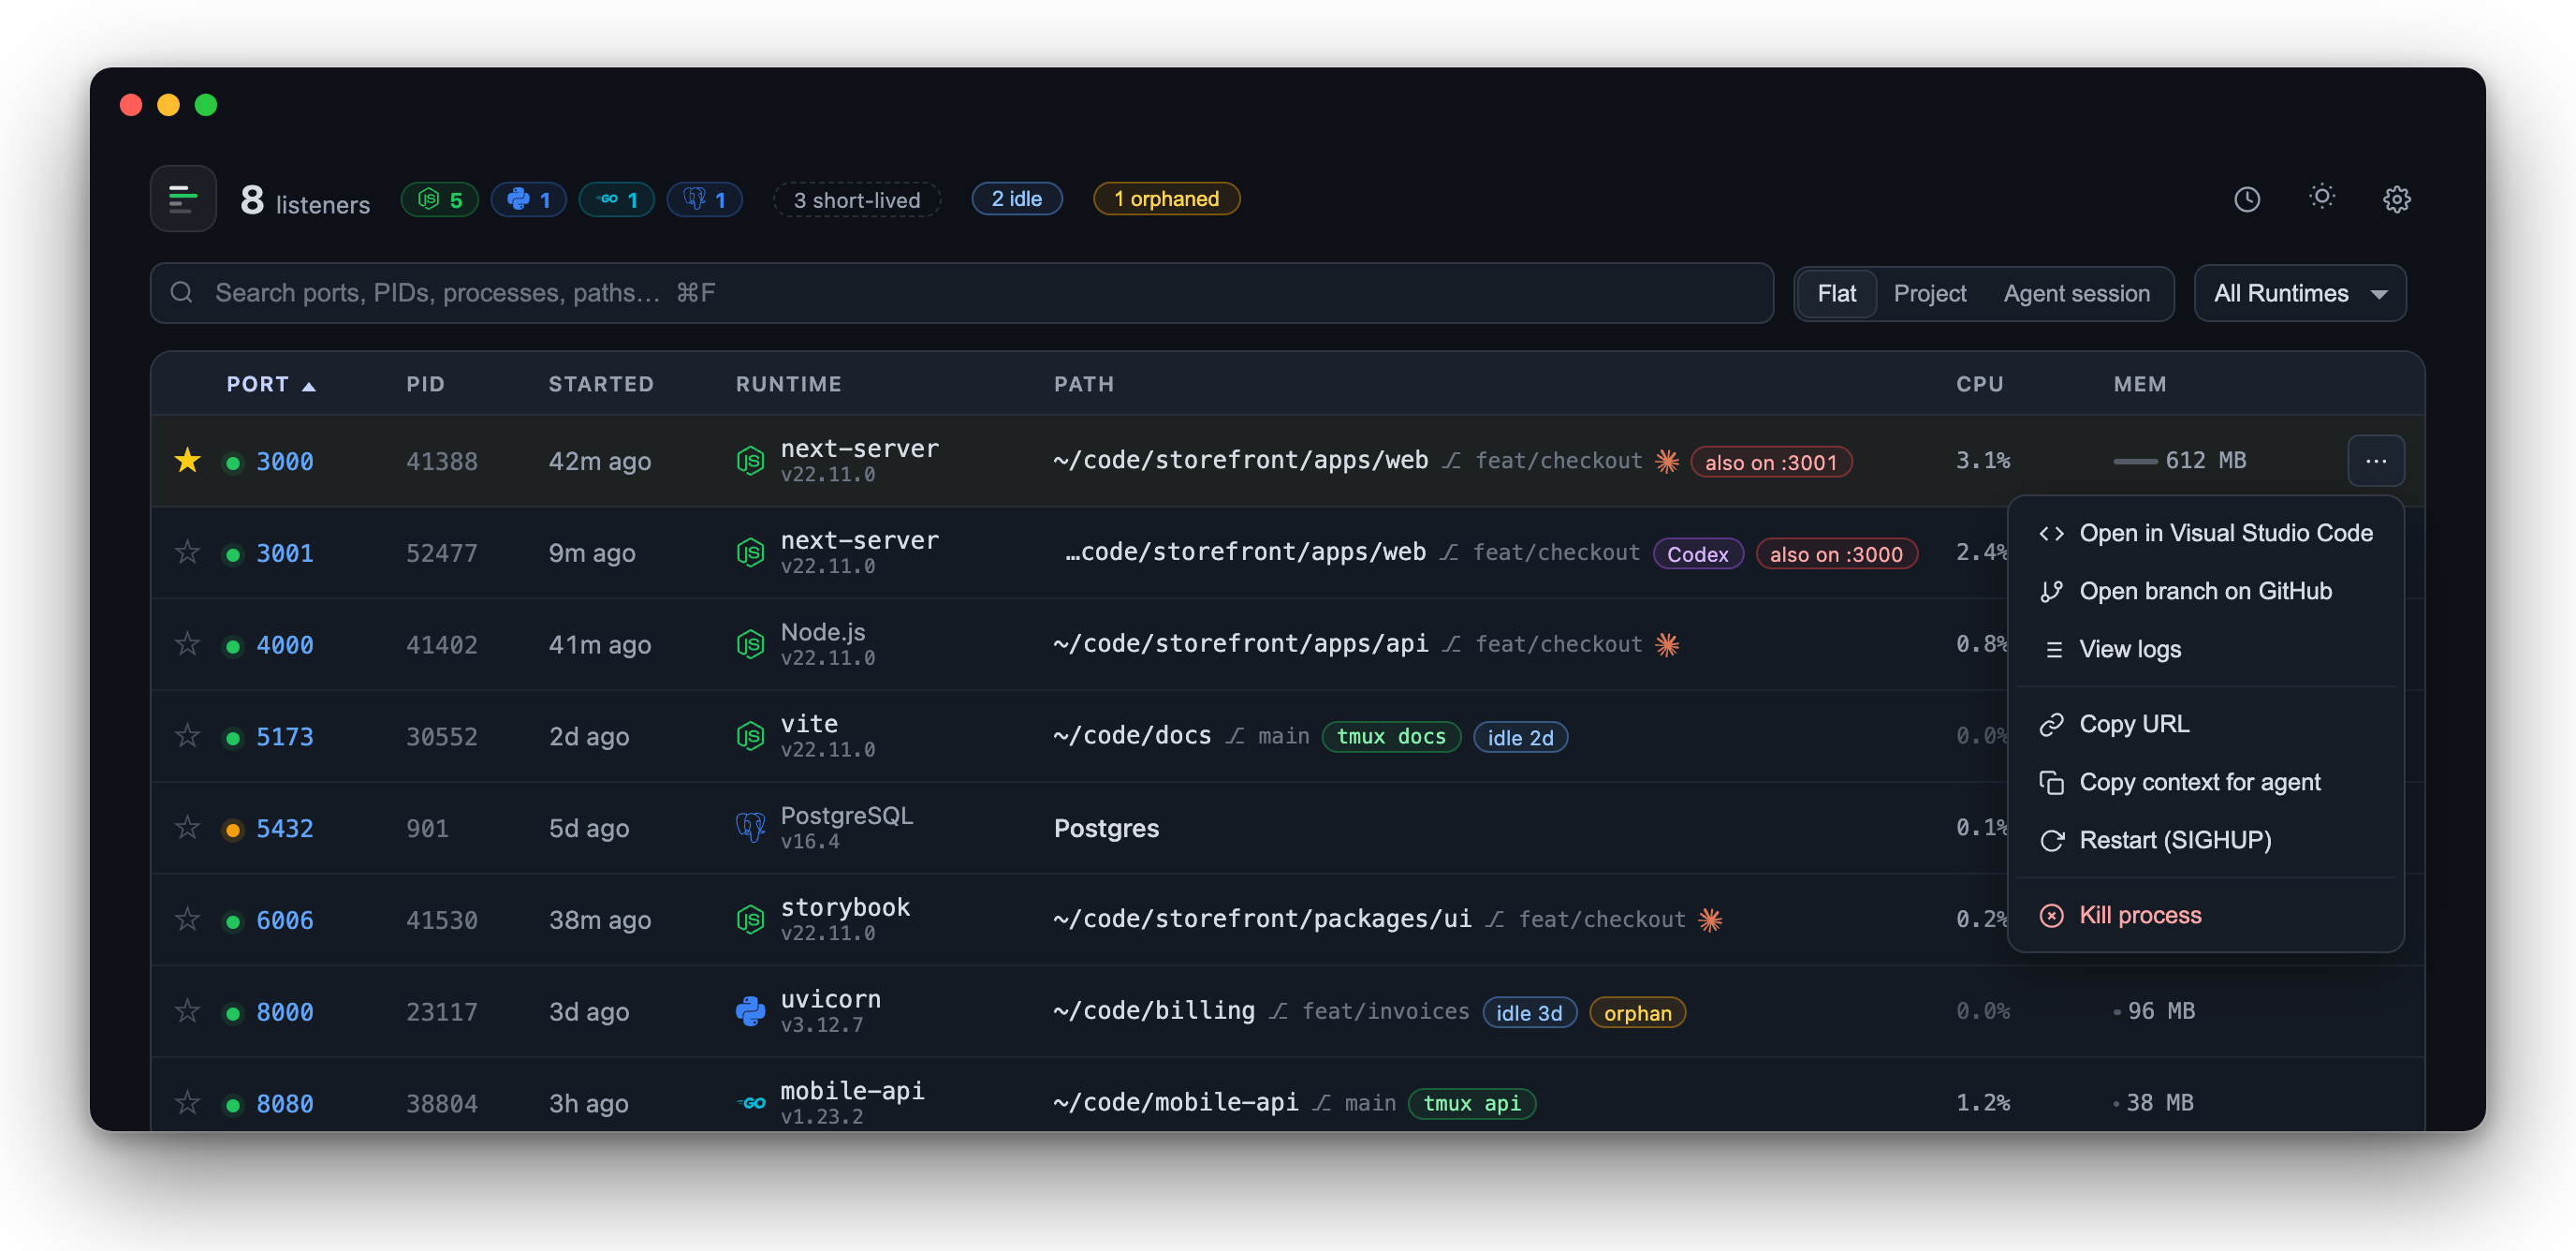 8 listeners 5 1 GO 1 1 3 short-lived 2 idle 1 orphaned
Search ports, PIDs, processes, paths… ⌘F Flat Project Agent session All Runtimes
PORT PID STARTED RUNTIME PATH CPU MEM
3000 41388 42m ago JS next-server ~/code/storefront/apps/web feat/checkout also on :3001 3.1% 612 MB ...
v22.11.0
3001 52477 9m ago JS next-server …code/storefront/apps/web feat/checkout Codex also on :3000 2.4%
v22.11.0
4000 41402 41m ago JS Node.js ~/code/storefront/apps/api feat/checkout 0.8%
v22.11.0
5173 30552 2d ago JS vite ~/code/docs main tmux docs idle 2d 0.0%
v22.11.0
5432 901 5d ago PostgreSQL Postgres 0.1%
v16.4
6006 41530 38m ago JS storybook ~/code/storefront/packages/ui feat/checkout 0.2%
v22.11.0
8000 23117 3d ago uvicorn ~/code/billing feat/invoices idle 3d orphan 0.0% 96 MB
v3.12.7
8080 38804 3h ago GO mobile-api ~/code/mobile-api main tmux api 1.2% 38 MB
v1.23.2
Open in Visual Studio Code
Open branch on GitHub
View logs
Copy URL
Copy context for agent
Restart (SIGHUP)
Kill process